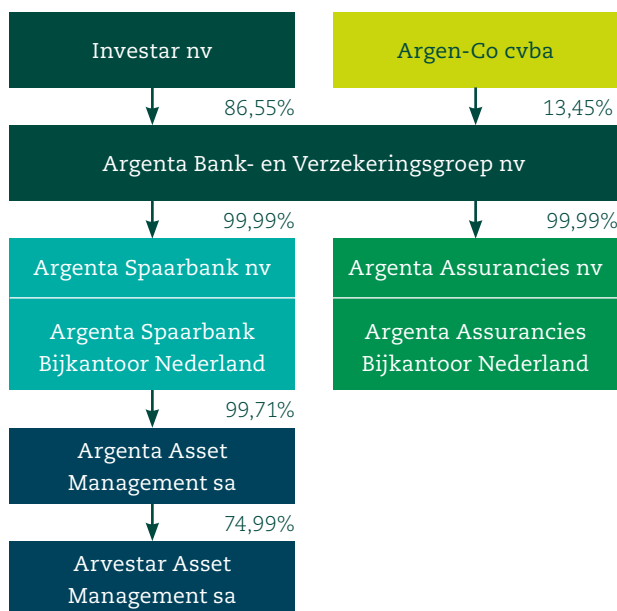 Investar nv
Argen-Co cvba
86,55%
13,45%
Argenta Bank- en Verzekeringsgroep nv
99,99%
99,99%
Argenta Spaarbank nv
Argenta Assurancies nv
Argenta Spaarbank
Bijkantoor Nederland
Argenta Assurancies
Bijkantoor Nederland
99,71%
Argenta Asset
Management sa
74,99%
Arvestar Asset
Management sa